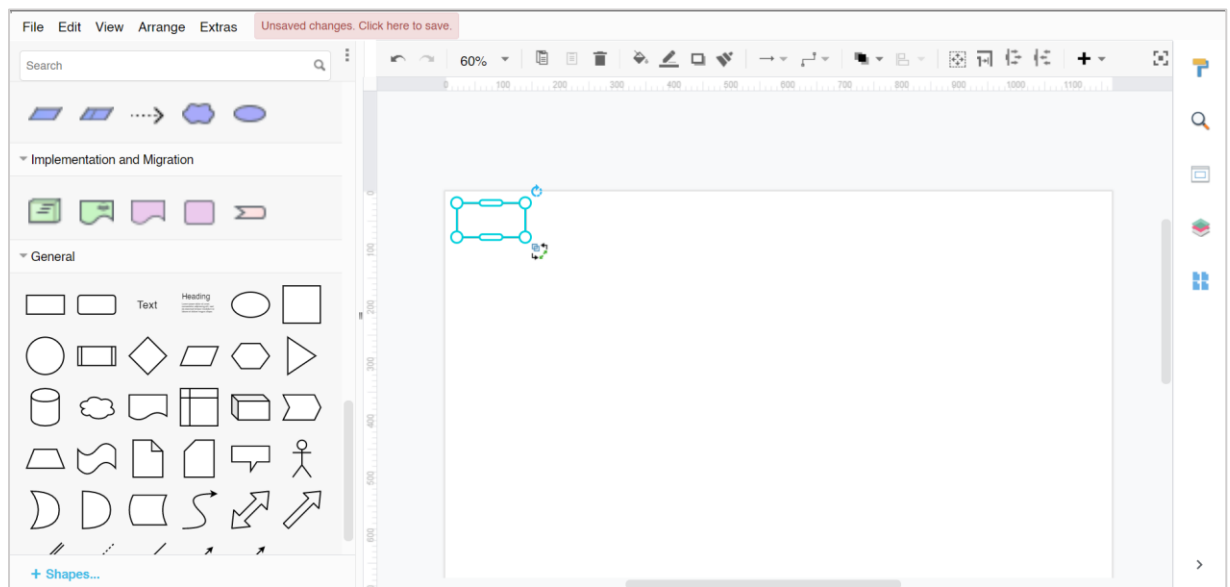 File Edit View Arrange Extras Unsaved changes. Click here to save.
Search
60%
0 100 200 300 400 500 600 700 800 900 1000 1100
Implementation and Migration
0
100
General
Text
Heading
200
300
400
500
600
+ Shapes...